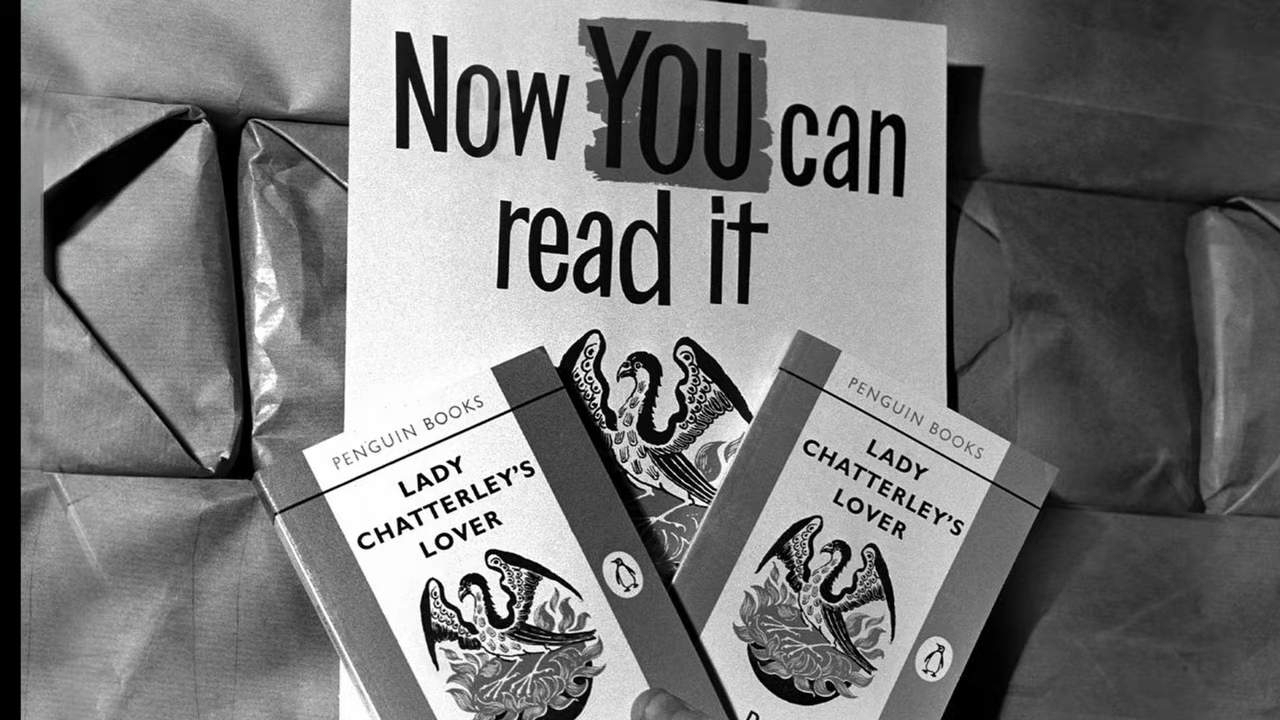 Now YOU can
read it
PENGUIN BOOKS
LADY
CHATTERLEY'S
LOVER
PENGUIN BOOKS
LADY
CHATTERLEY'S
LOVER